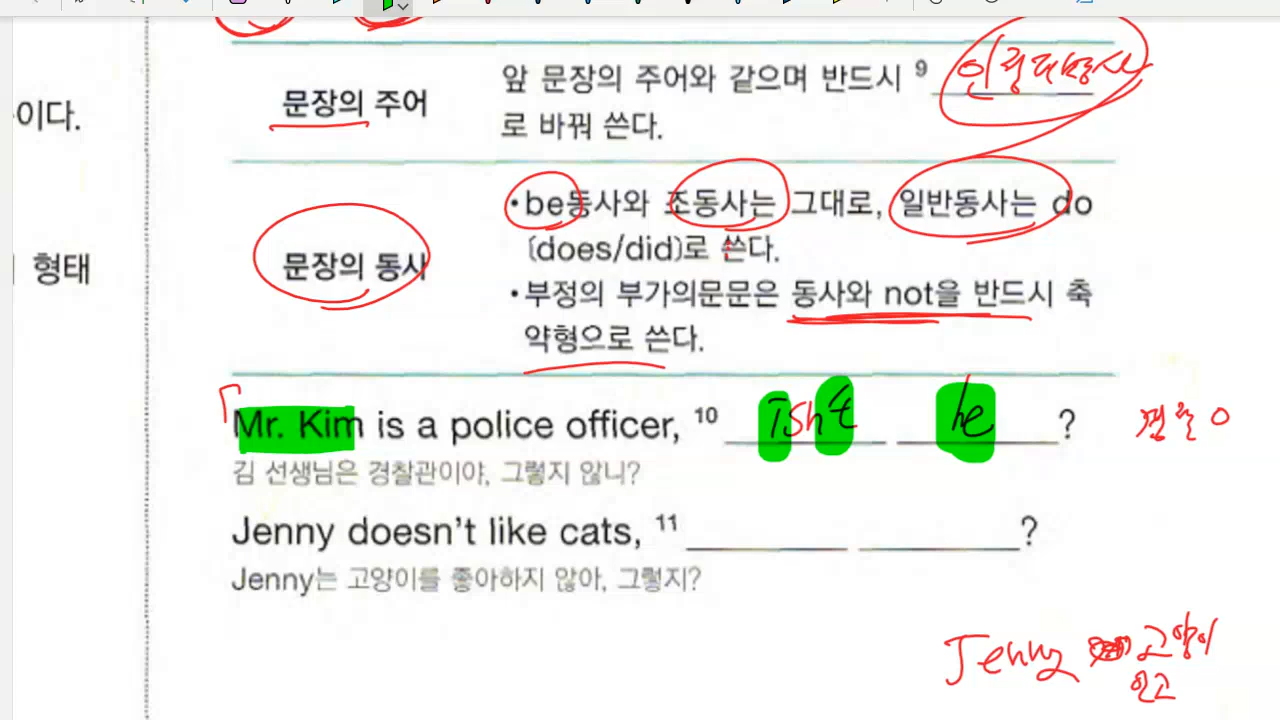 이다.
형태
문장의 주어
앞 문장의 주어와 같으며 반드시 9 인칭대명사
로 바꿔 쓴다.
문장의 동사
•be동사와 조동사는 그대로, 일반동사는 do
(does/did)로 쓴다.
•부정의 부가의문문은 동사와 not을 반드시 축
약형으로 쓴다.
Mr. Kim is a police officer, 10 isn't he ?
김 선생님은 경찰관이야, 그렇지 않니?
Jenny doesn't like cats, 11 ?
Jenny는 고양이를 좋아하지 않아, 그렇지?
Jenny 고양이